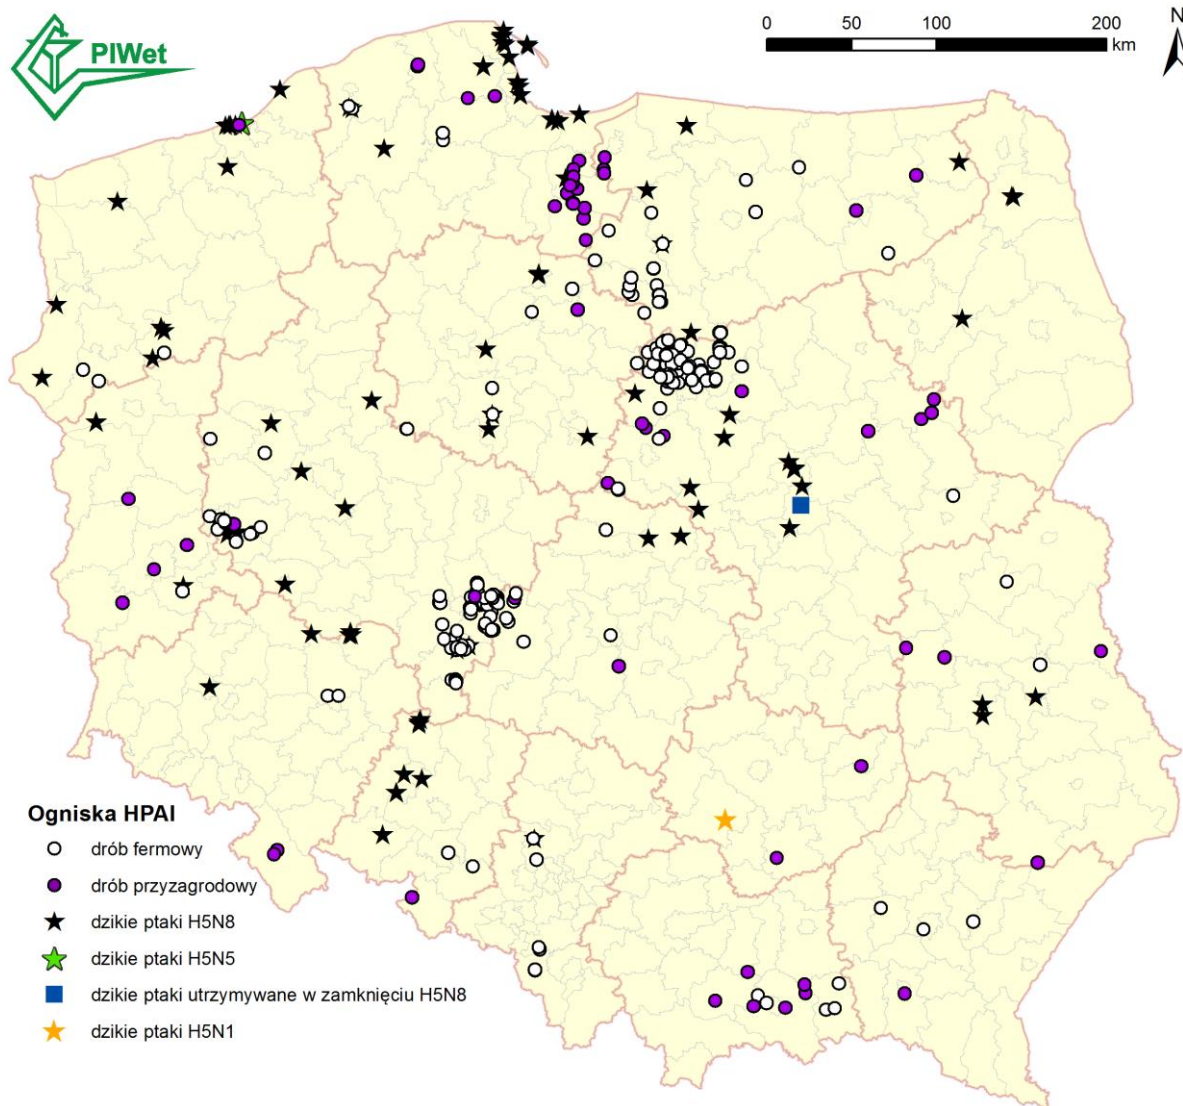 PIWet
0 50 100 200
km
N
Ogniska HPAI
drób fermowy
drób przyzagrodowy
dzikie ptaki H5N8
dzikie ptaki H5N5
dzikie ptaki utrzymywane w zamknięciu H5N8
dzikie ptaki H5N1